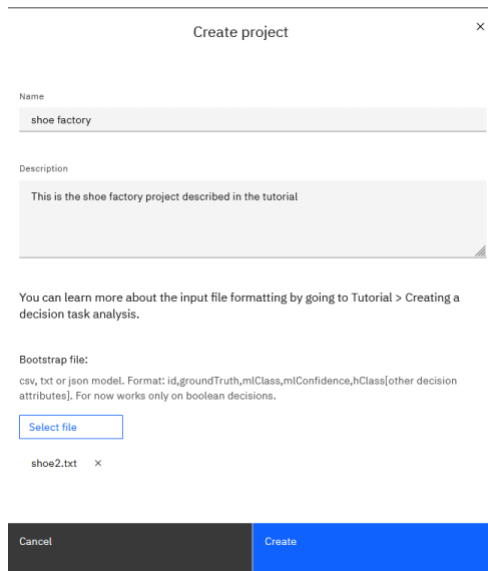 Create project
×
Name
shoe factory
Description
This is the shoe factory project described in the tutorial
You can learn more about the input file formatting by going to Tutorial > Creating a
decision task analysis.
Bootstrap file:
csv, txt or json model. Format: id,groundTruth,mlClass,mlConfidence,hClass[other decision
attributes]. For now works only on boolean decisions.
Select file
shoe2.txt ×
Cancel Create